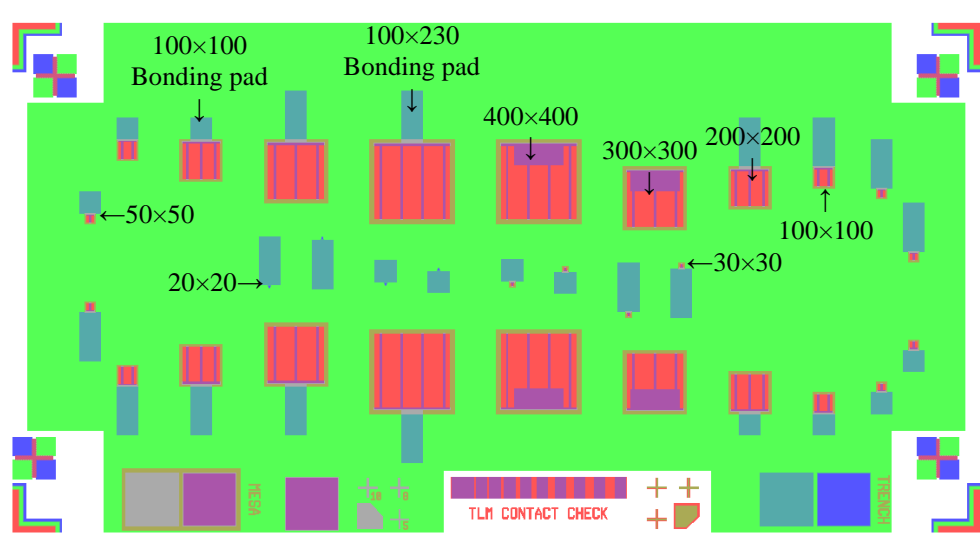 100×100
Bonding pad
100×230
Bonding pad
400×400
300×300
200×200
100×100
←50×50
20×20→
←30×30
MESA
10
8
5
TLM CONTACT CHECK
TRENCH